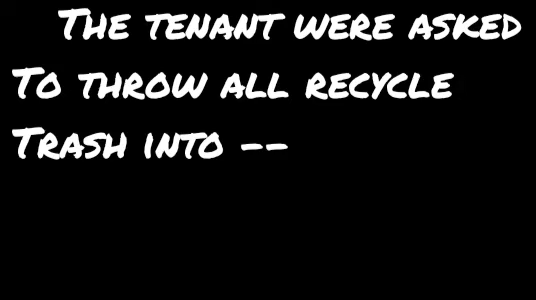 The tenant were asked
To throw all recycle
Trash into --